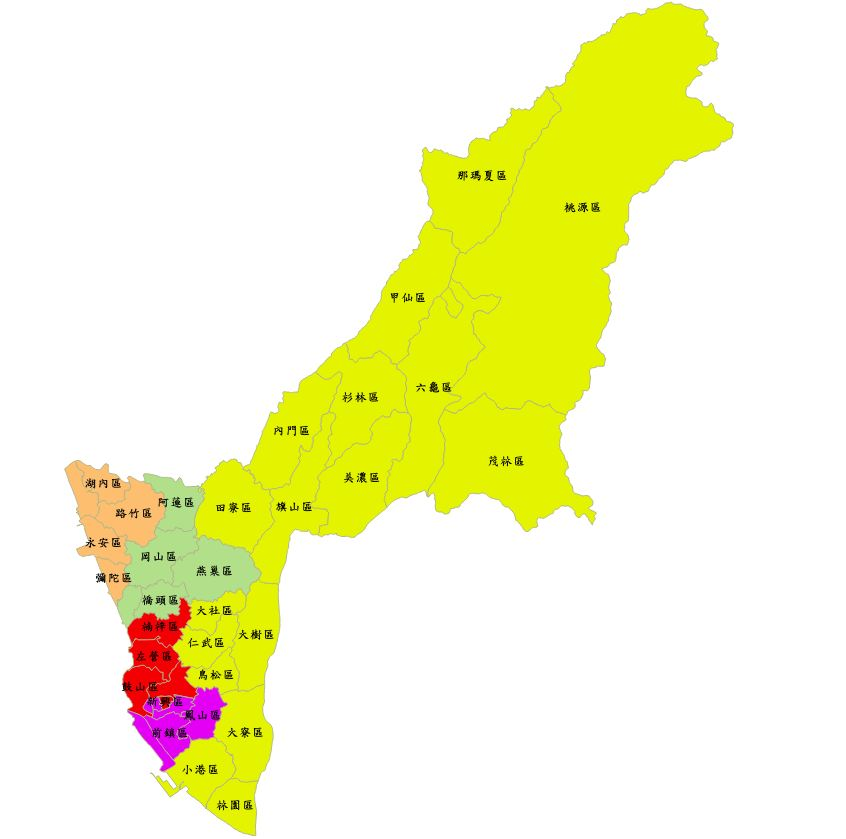 那瑪夏區
桃源區
甲仙區
六龜區
杉林區
內門區
茂林區
美濃區
湖內區
阿蓮區
田寮區
旗山區
路竹區
永安區
岡山區
燕巢區
彌陀區
橋頭區
大社區
楠梓區
大樹區
仁武區
左營區
鳥松區
鼓山區
新興區
鳳山區
前鎮區
大寮區
小港區
林園區